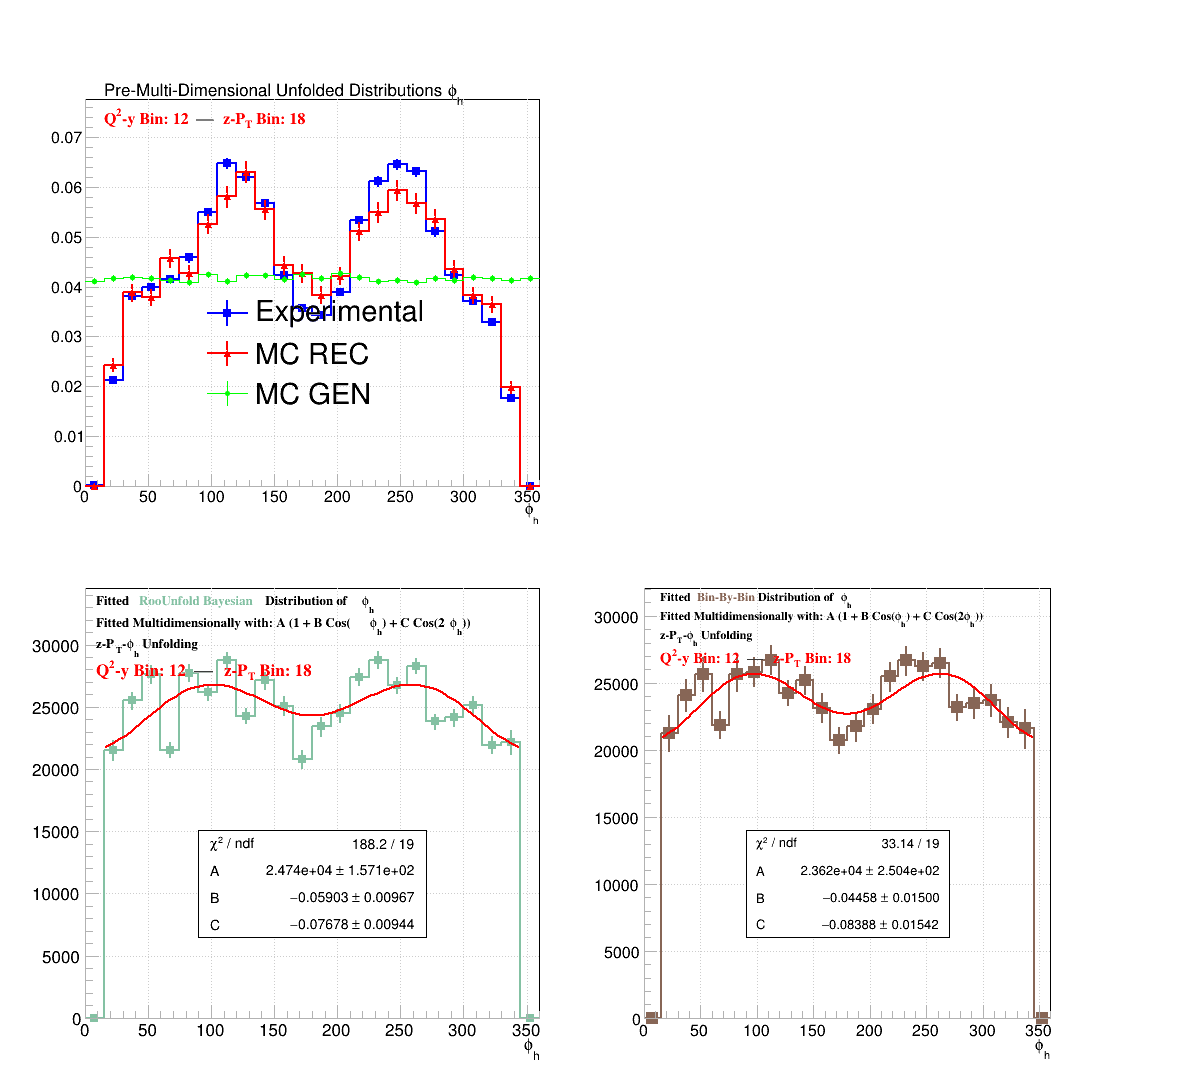 Pre-Multi-Dimensional Unfolded Distributions ϕh
Q²-y Bin: 12 — z-PT Bin: 18
0.07
0.06
0.05
0.04
0.03
0.02
0.01
0
Experimental
MC REC
MC GEN
0 50 100 150 200 250 300 350
ϕh
Fitted RooUnfold Bayesian Distribution of ϕh
Fitted Multidimensionally with: A (1 + B Cos( ϕh) + C Cos(2 ϕh))
z-PT-ϕh Unfolding
Q²-y Bin: 12 — z-PT Bin: 18
30000
25000
20000
15000
10000
5000
0
χ² / ndf 188.2 / 19
A 2.474e+04 ± 1.571e+02
B −0.05903 ± 0.00967
C −0.07678 ± 0.00944
0 50 100 150 200 250 300 350
ϕh
Fitted Bin-By-Bin Distribution of ϕh
Fitted Multidimensionally with: A (1 + B Cos(ϕh) + C Cos(2ϕh))
z-PT-ϕh Unfolding
Q²-y Bin: 12 — z-PT Bin: 18
30000
25000
20000
15000
10000
5000
0
χ² / ndf 33.14 / 19
A 2.362e+04 ± 2.504e+02
B −0.04458 ± 0.01500
C −0.08388 ± 0.01542
0 50 100 150 200 250 300 350
ϕh